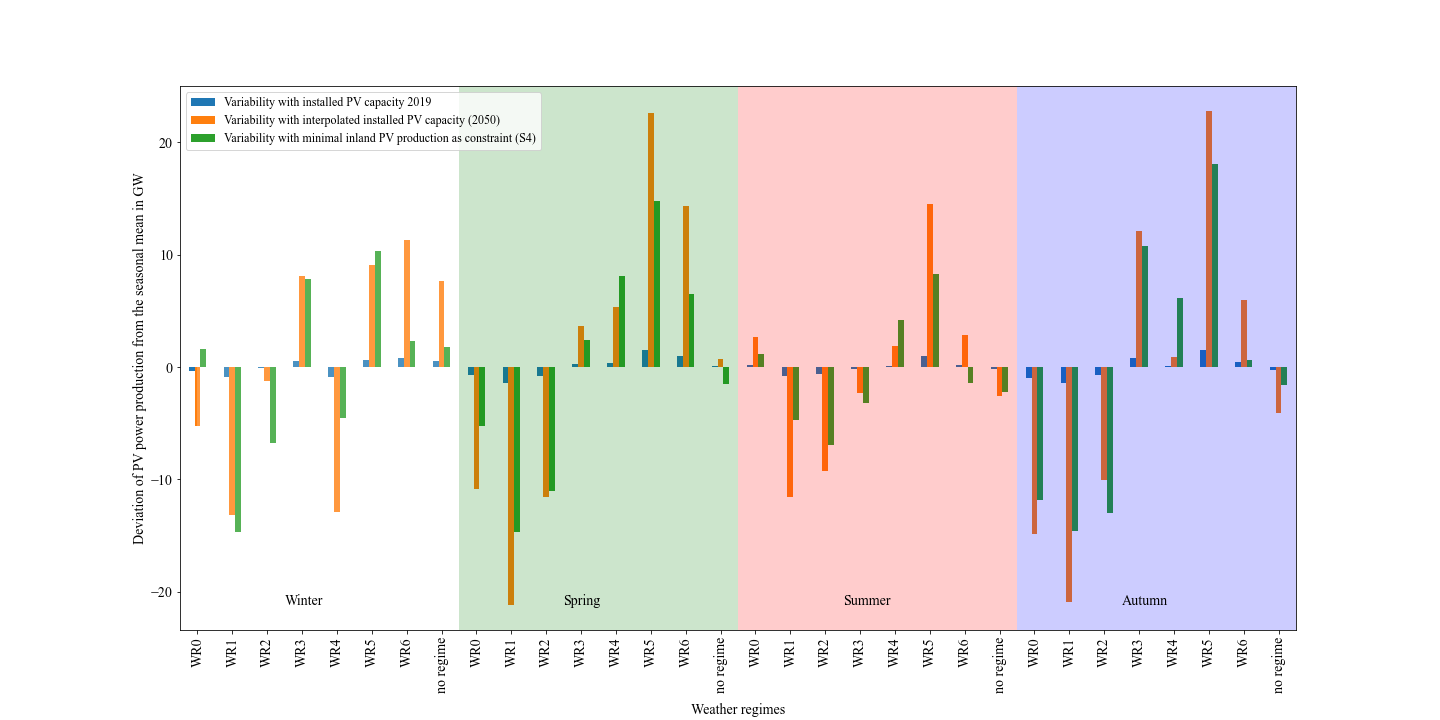 Variability with installed PV capacity 2019
Variability with interpolated installed PV capacity (2050)
Variability with minimal inland PV production as constraint (S4)
Deviation of PV power production from the seasonal mean in GW
20
10
0
−10
−20
Winter
Spring
Summer
Autumn
WR0
WR1
WR2
WR3
WR4
WR5
WR6
no regime
WR0
WR1
WR2
WR3
WR4
WR5
WR6
no regime
WR0
WR1
WR2
WR3
WR4
WR5
WR6
no regime
WR0
WR1
WR2
WR3
WR4
WR5
WR6
no regime
Weather regimes